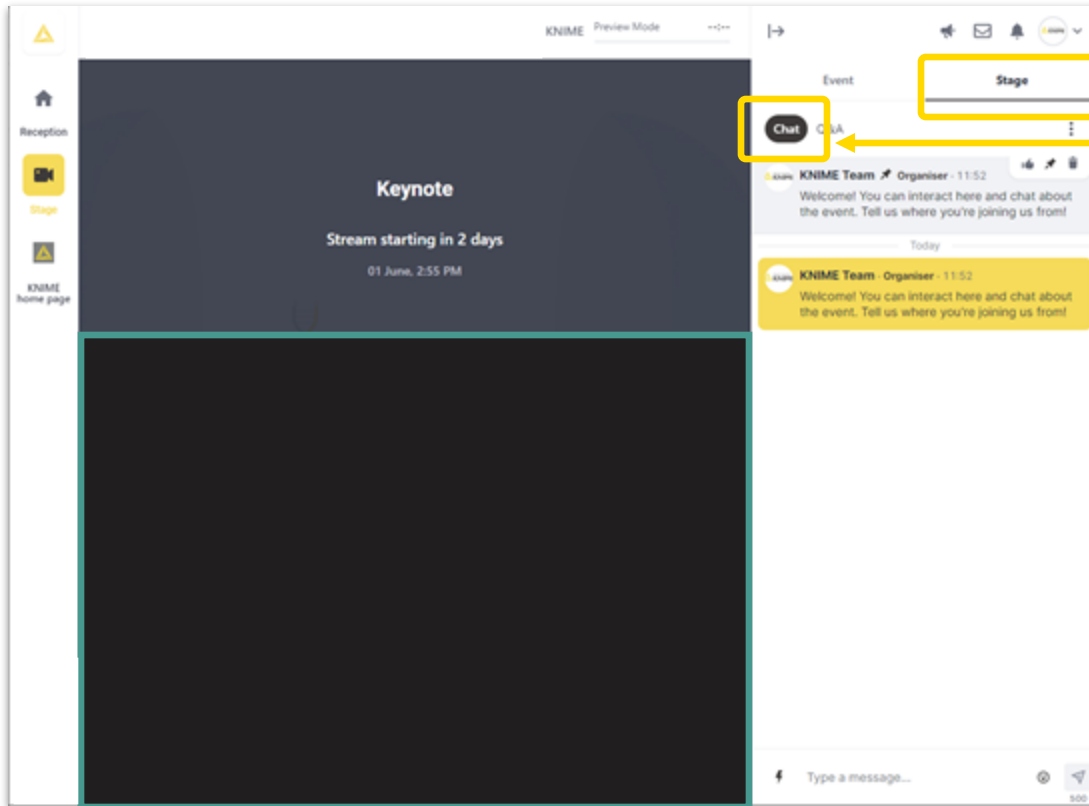 KNIME Preview Mode --:--
Reception
Stage
KNIME
home page
Keynote
Stream starting in 2 days
01 June, 2:55 PM
Event Stage
Chat Q&A
KNIME Team Organiser · 11:52
Welcome! You can interact here and chat about
the event. Tell us where you're joining us from!
Today
KNIME Team · Organiser · 11:52
Welcome! You can interact here and chat about
the event. Tell us where you're joining us from!
Type a message...
500